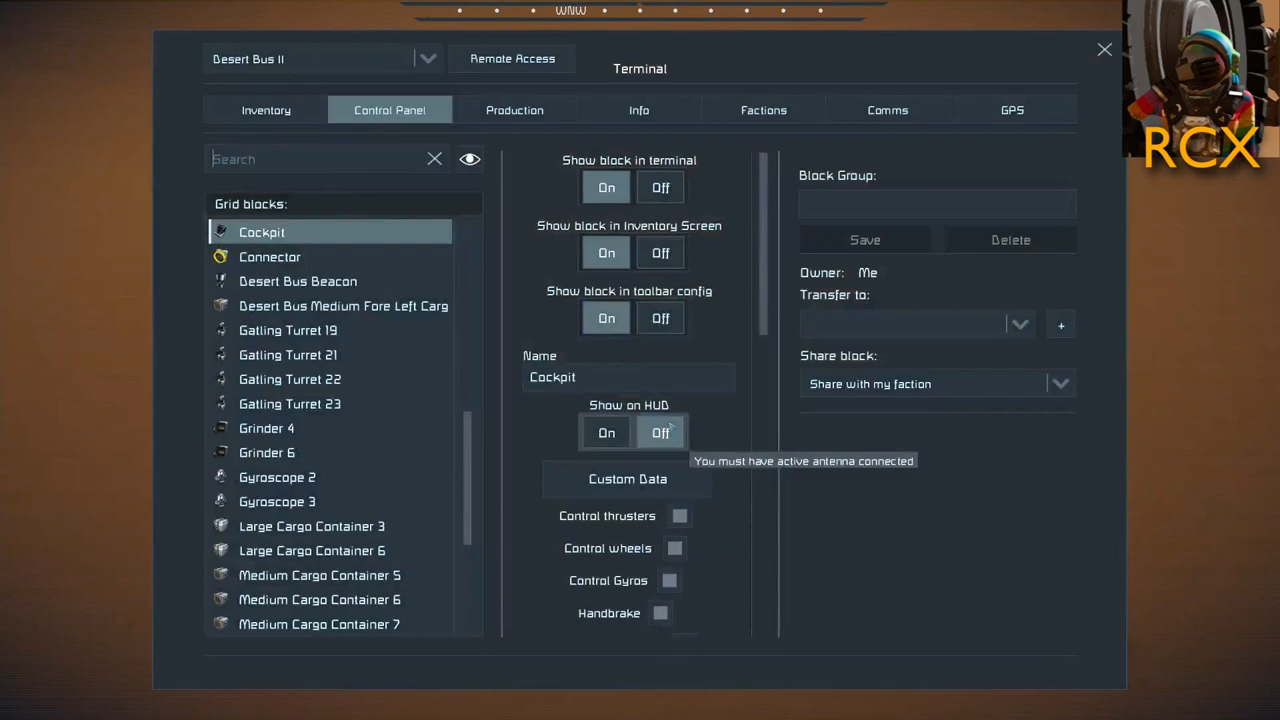 WNW
Desert Bus II
Remote Access
Terminal
Inventory
Control Panel
Production
Info
Factions
Comms
GPS
RCX
Search
Grid blocks:
Cockpit
Connector
Desert Bus Beacon
Desert Bus Medium Fore Left Carg
Gatling Turret 19
Gatling Turret 21
Gatling Turret 22
Gatling Turret 23
Grinder 4
Grinder 6
Gyroscope 2
Gyroscope 3
Large Cargo Container 3
Large Cargo Container 6
Medium Cargo Container 5
Medium Cargo Container 6
Medium Cargo Container 7
Show block in terminal
On Off
Show block in Inventory Screen
On Off
Show block in toolbar config
On Off
Name
Cockpit
Show on HUD
On Off
You must have active antenna connected
Custom Data
Control thrusters
Control wheels
Control Gyros
Handbrake
Block Group:
Save Delete
Owner: Me
Transfer to:
+
Share block:
Share with my faction